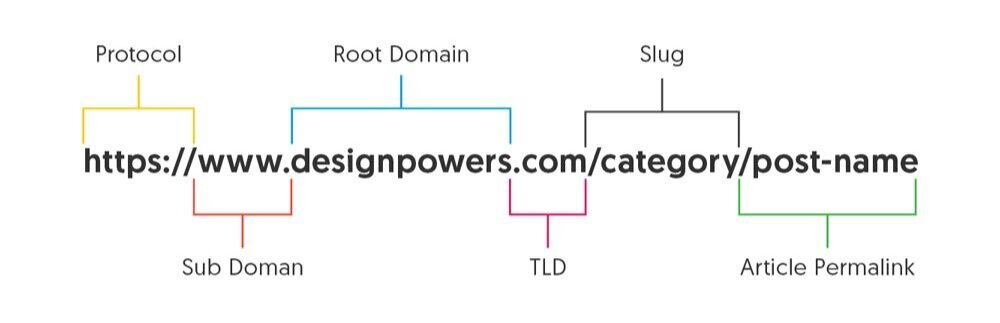 Protocol Root Domain Slug
https://www.designpowers.com/category/post-name
Sub Doman TLD Article Permalink